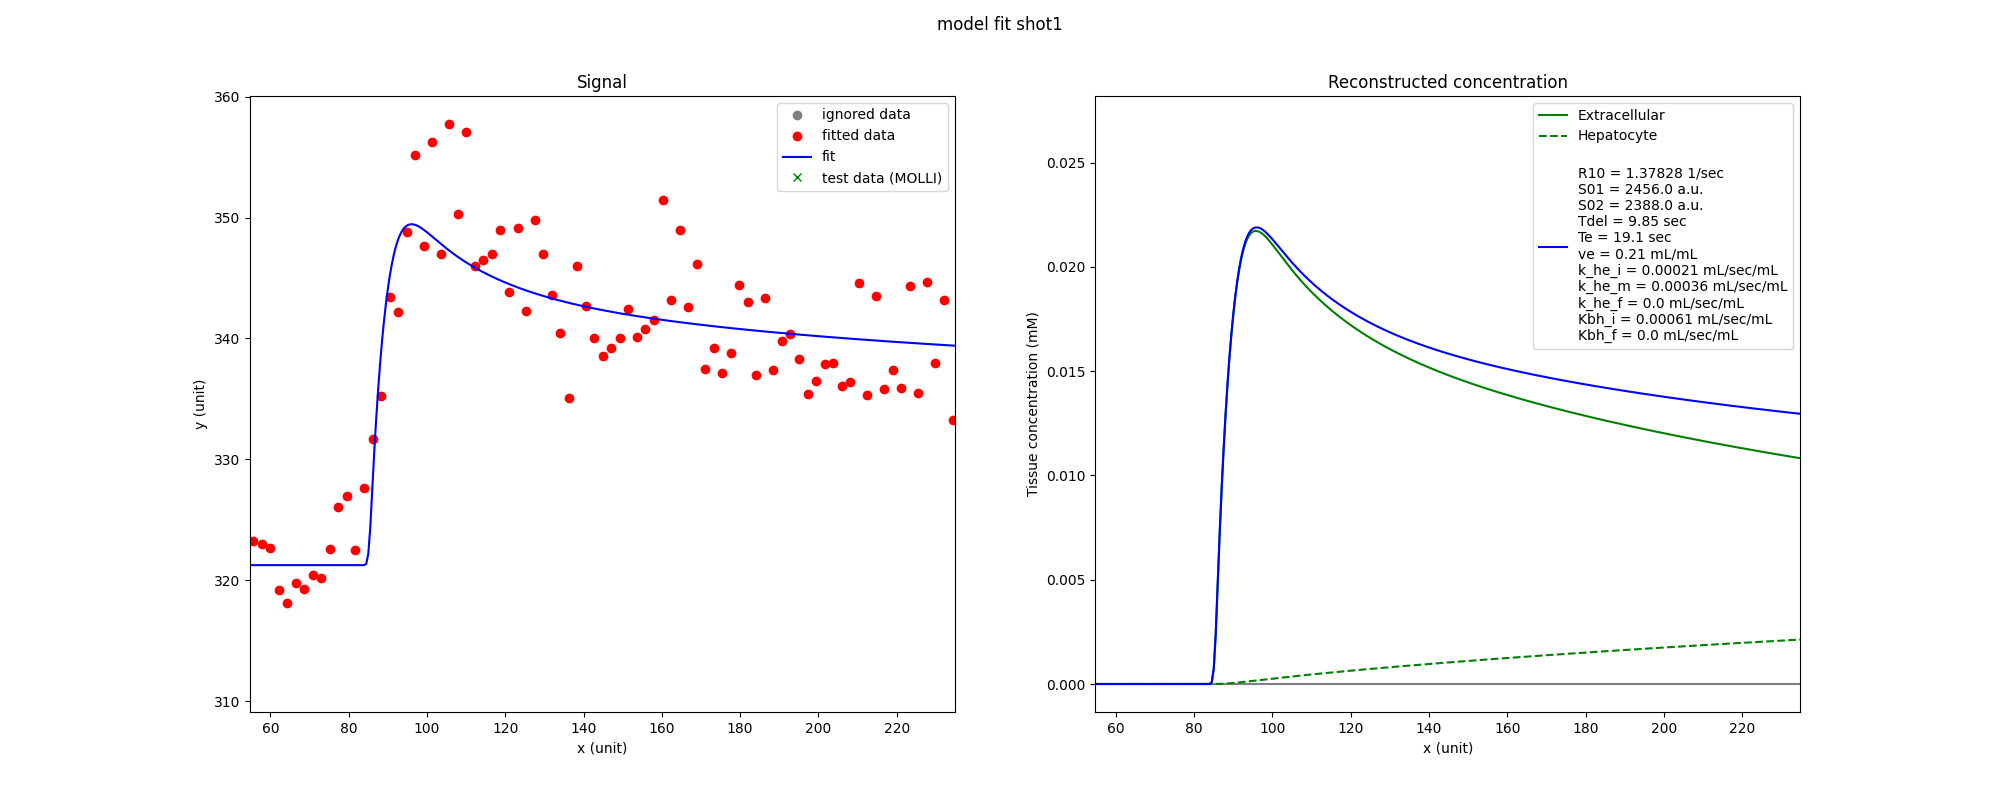 model fit shot1
Signal
y (unit)
360
350
340
330
320
310
60 80 100 120 140 160 180 200 220
x (unit)
ignored data
fitted data
fit
test data (MOLLI)
Reconstructed concentration
Tissue concentration (mM)
0.025
0.020
0.015
0.010
0.005
0.000
60 80 100 120 140 160 180 200 220
x (unit)
Extracellular
Hepatocyte
R10 = 1.37828 1/sec
S01 = 2456.0 a.u.
S02 = 2388.0 a.u.
Tdel = 9.85 sec
Te = 19.1 sec
ve = 0.21 mL/mL
k_he_i = 0.00021 mL/sec/mL
k_he_m = 0.00036 mL/sec/mL
k_he_f = 0.0 mL/sec/mL
Kbh_i = 0.00061 mL/sec/mL
Kbh_f = 0.0 mL/sec/mL